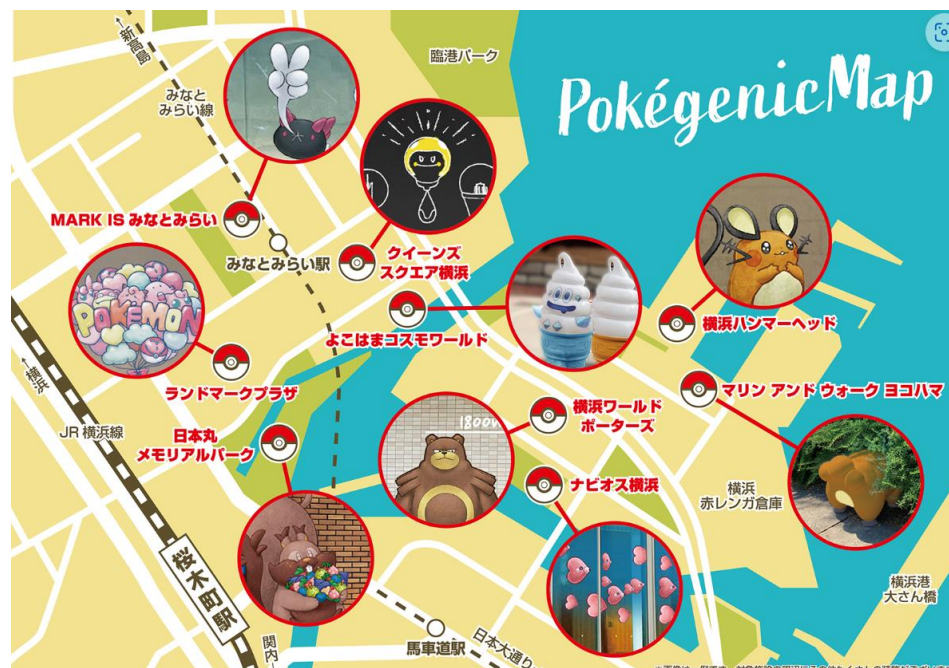 PokégenicMap
←新高島
臨港パーク
みなと
みらい線
MARK IS みなとみらい
みなとみらい駅
クイーンズ
スクエア横浜
POKÉMON
よこはまコスモワールド
横浜ハンマーヘッド
ランドマークプラザ
←横浜
マリン アンド ウォーク ヨコハマ
JR 横浜線
日本丸
メモリアルパーク
横浜ワールド
ポーターズ
ナビオス横浜
横浜
赤レンガ倉庫
桜木町駅
横浜港
大さん橋
馬車道駅
日本大通り
関内